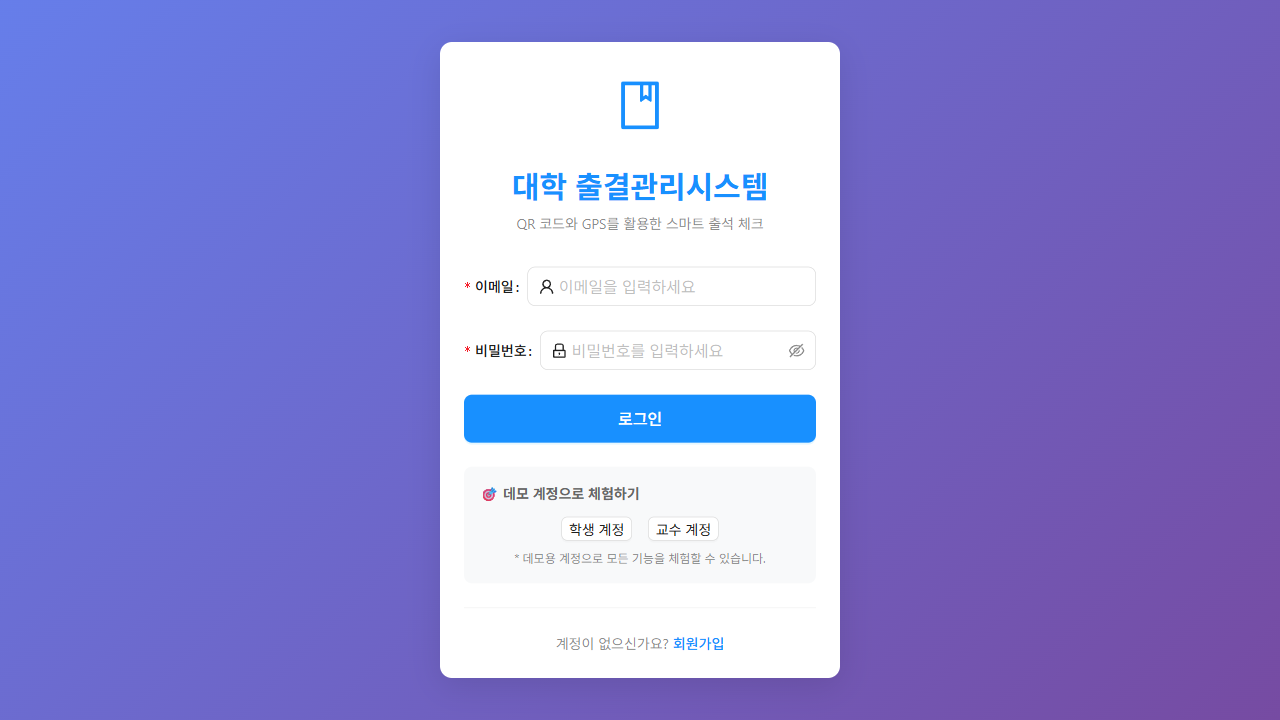 대학 출결관리시스템
QR 코드와 GPS를 활용한 스마트 출석 체크
* 이메일 : 이메일을 입력하세요
* 비밀번호 : 비밀번호를 입력하세요
로그인
🎯 데모 계정으로 체험하기
학생 계정 교수 계정
* 데모용 계정으로 모든 기능을 체험할 수 있습니다.
계정이 없으신가요? 회원가입